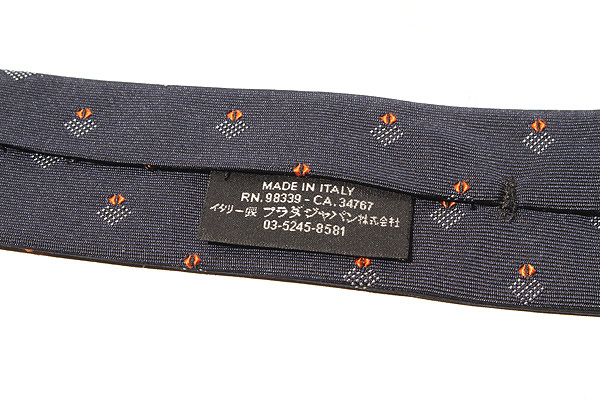 MADE IN ITALY
RN. 98339 - CA. 34767
イタリー製 プラダジャパン株式会社
03-5245-8581